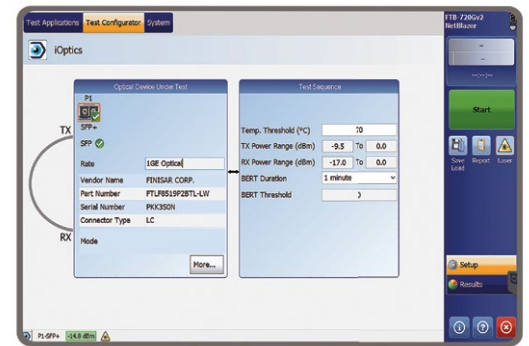 Test Applications Test Configurator System
FTB-720Gv2
NetBlazer
iOptics
Optical Device Under Test
P1
TX
SFP+
SFP
Rate 1GE Optical
Vendor Name FINISAR CORP.
Part Number FTLF8519P2BTL-LW
Serial Number PKK3S0N
Connector Type LC
RX
Mode
More...
Test Sequence
Temp. Threshold (°C) 70
TX Power Range (dBm) -9.5 To 0.0
RX Power Range (dBm) -17.0 To 0.0
BERT Duration 1 minute
BERT Threshold
--:--:--
Start
Save
Load
Report
Laser
Setup
Results
P1-SFP+ -14.8 dBm